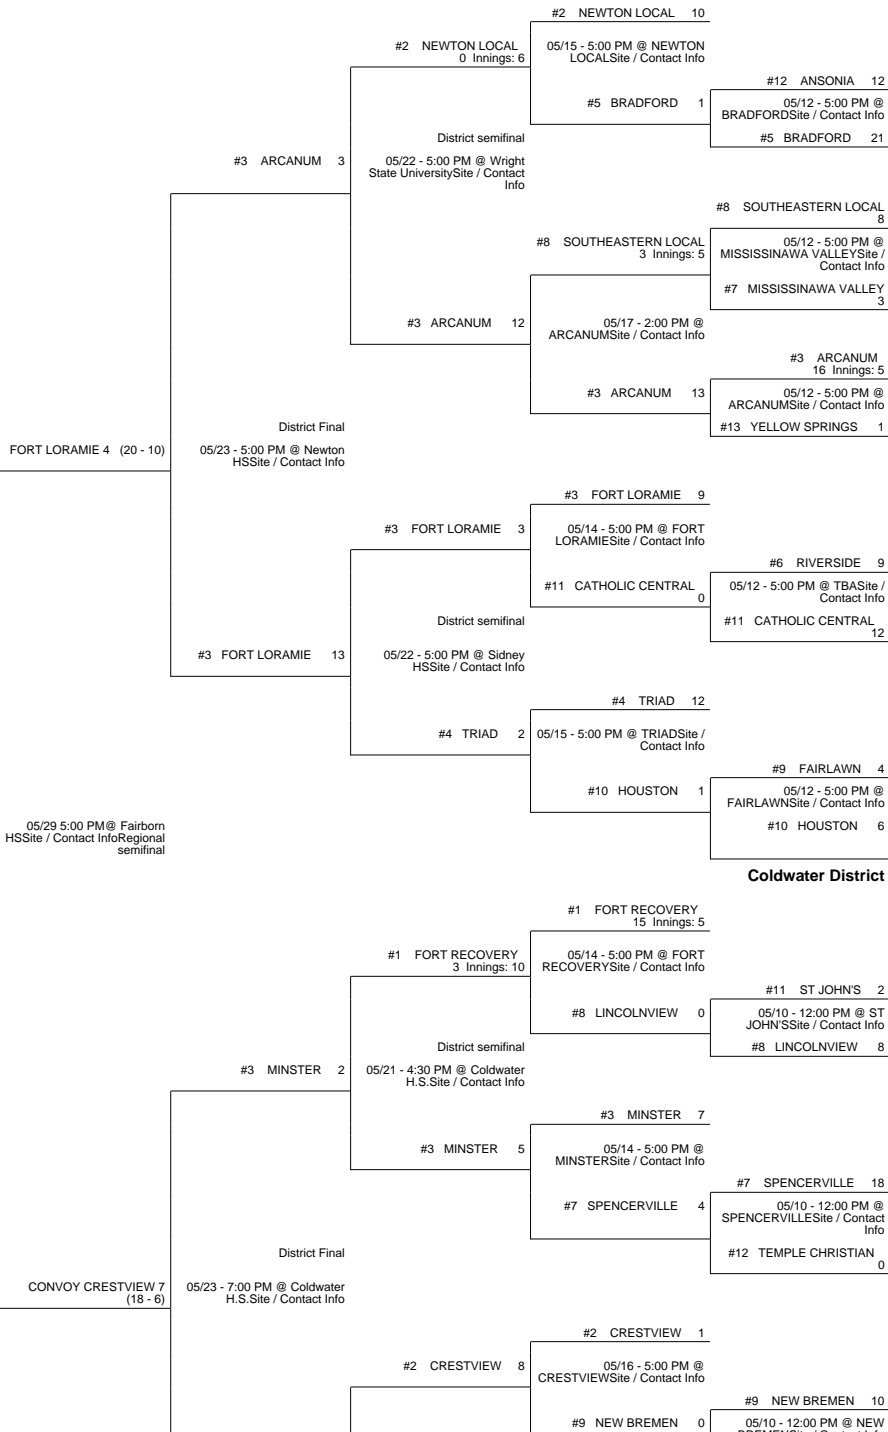 #2 NEWTON LOCAL 10
#2 NEWTON LOCAL
0 Innings: 6
05/15 - 5:00 PM @ NEWTON
LOCALSite / Contact Info
#12 ANSONIA 12
#5 BRADFORD 1
05/12 - 5:00 PM @
BRADFORDSite / Contact Info
#5 BRADFORD 21
District semifinal
#3 ARCANUM 3
05/22 - 5:00 PM @ Wright
State UniversitySite / Contact
Info
#8 SOUTHEASTERN LOCAL
8
#8 SOUTHEASTERN LOCAL
3 Innings: 5
05/12 - 5:00 PM @
MISSISSINAWA VALLEYSite /
Contact Info
#7 MISSISSINAWA VALLEY
3
#3 ARCANUM 12
05/17 - 2:00 PM @
ARCANUMSite / Contact Info
#3 ARCANUM
16 Innings: 5
#3 ARCANUM 13
05/12 - 5:00 PM @
ARCANUMSite / Contact Info
#13 YELLOW SPRINGS 1
District Final
FORT LORAMIE 4 (20 - 10)
05/23 - 5:00 PM @ Newton
HSSite / Contact Info
#3 FORT LORAMIE 9
#3 FORT LORAMIE 3
05/14 - 5:00 PM @ FORT
LORAMIESite / Contact Info
#6 RIVERSIDE 9
#11 CATHOLIC CENTRAL
0
05/12 - 5:00 PM @ TBASite /
Contact Info
#11 CATHOLIC CENTRAL
12
District semifinal
#3 FORT LORAMIE 13
05/22 - 5:00 PM @ Sidney
HSSite / Contact Info
#4 TRIAD 12
#4 TRIAD 2
05/15 - 5:00 PM @ TRIADSite /
Contact Info
#9 FAIRLAWN 4
#10 HOUSTON 1
05/12 - 5:00 PM @
FAIRLAWNSite / Contact Info
#10 HOUSTON 6
05/29 5:00 PM@ Fairborn
HSSite / Contact InfoRegional
semifinal
Coldwater District
#1 FORT RECOVERY
15 Innings: 5
#1 FORT RECOVERY
3 Innings: 10
05/14 - 5:00 PM @ FORT
RECOVERYSite / Contact Info
#11 ST JOHN'S 2
#8 LINCOLNVIEW 0
05/10 - 12:00 PM @ ST
JOHN'SSite / Contact Info
#8 LINCOLNVIEW 8
District semifinal
#3 MINSTER 2
05/21 - 4:30 PM @ Coldwater
H.S.Site / Contact Info
#3 MINSTER 7
#3 MINSTER 5
05/14 - 5:00 PM @
MINSTERSite / Contact Info
#7 SPENCERVILLE 18
#7 SPENCERVILLE 4
05/10 - 12:00 PM @
SPENCERVILLESite / Contact
Info
#12 TEMPLE CHRISTIAN
0
District Final
CONVOY CRESTVIEW 7
(18 - 6)
05/23 - 7:00 PM @ Coldwater
H.S.Site / Contact Info
#2 CRESTVIEW 1
#2 CRESTVIEW 8
05/16 - 5:00 PM @
CRESTVIEWSite / Contact Info
#9 NEW BREMEN 10
#9 NEW BREMEN 0
05/10 - 12:00 PM @ NEW